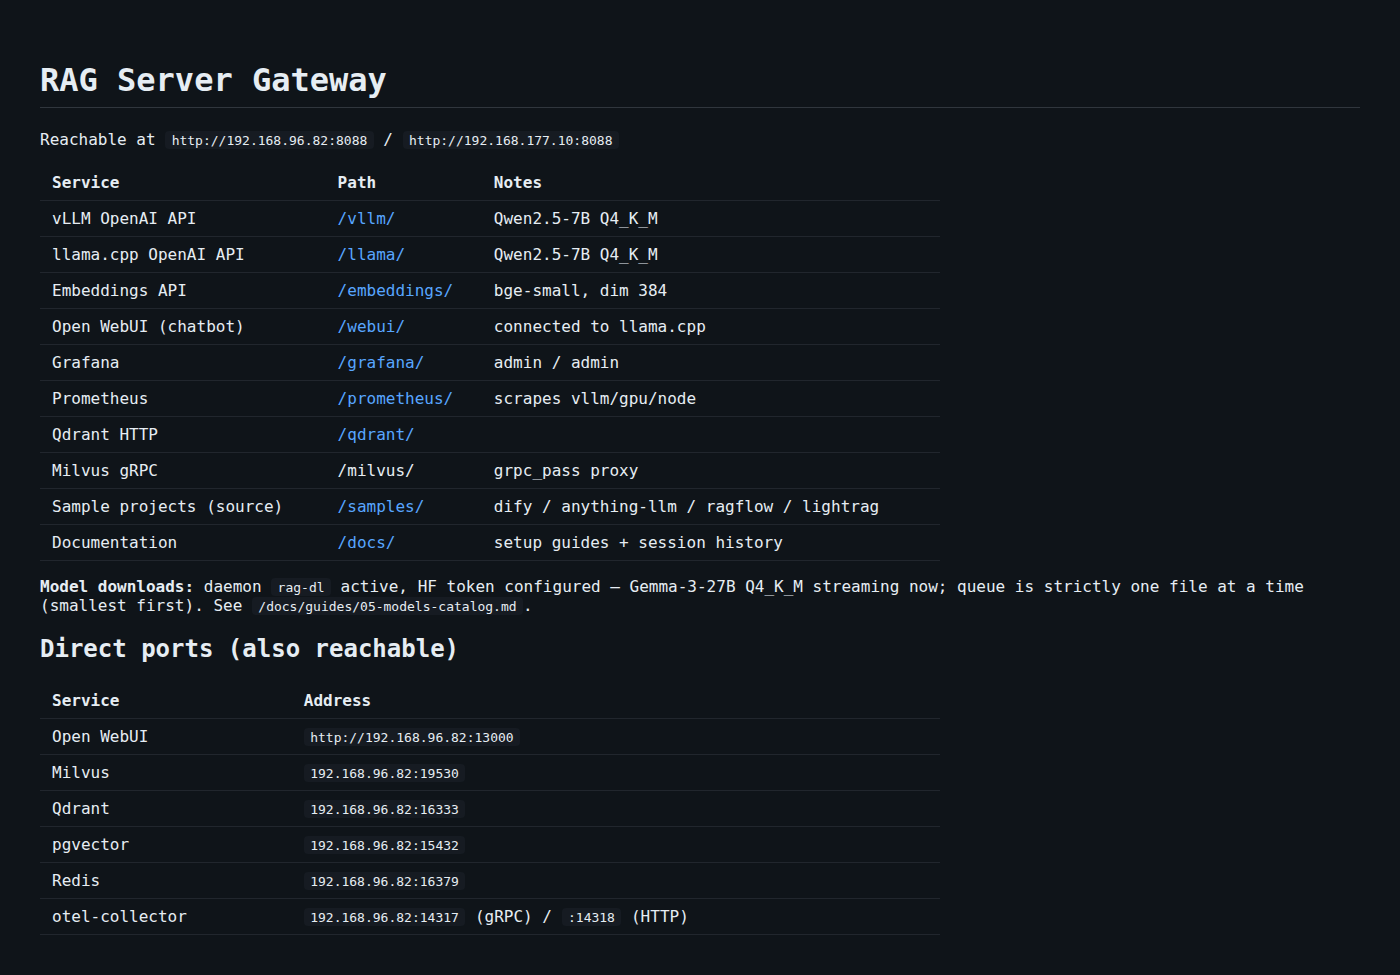 RAG Server Gateway
Reachable at http://192.168.96.82:8088 / http://192.168.177.10:8088
Service Path Notes
vLLM OpenAI API /vllm/ Qwen2.5-7B Q4_K_M
llama.cpp OpenAI API /llama/ Qwen2.5-7B Q4_K_M
Embeddings API /embeddings/ bge-small, dim 384
Open WebUI (chatbot) /webui/ connected to llama.cpp
Grafana /grafana/ admin / admin
Prometheus /prometheus/ scrapes vllm/gpu/node
Qdrant HTTP /qdrant/
Milvus gRPC /milvus/ grpc_pass proxy
Sample projects (source) /samples/ dify / anything-llm / ragflow / lightrag
Documentation /docs/ setup guides + session history
Model downloads: daemon rag-dl active, HF token configured — Gemma-3-27B Q4_K_M streaming now; queue is strictly one file at a time
(smallest first). See /docs/guides/05-models-catalog.md.
Direct ports (also reachable)
Service Address
Open WebUI http://192.168.96.82:13000
Milvus 192.168.96.82:19530
Qdrant 192.168.96.82:16333
pgvector 192.168.96.82:15432
Redis 192.168.96.82:16379
otel-collector 192.168.96.82:14317 (gRPC) / :14318 (HTTP)